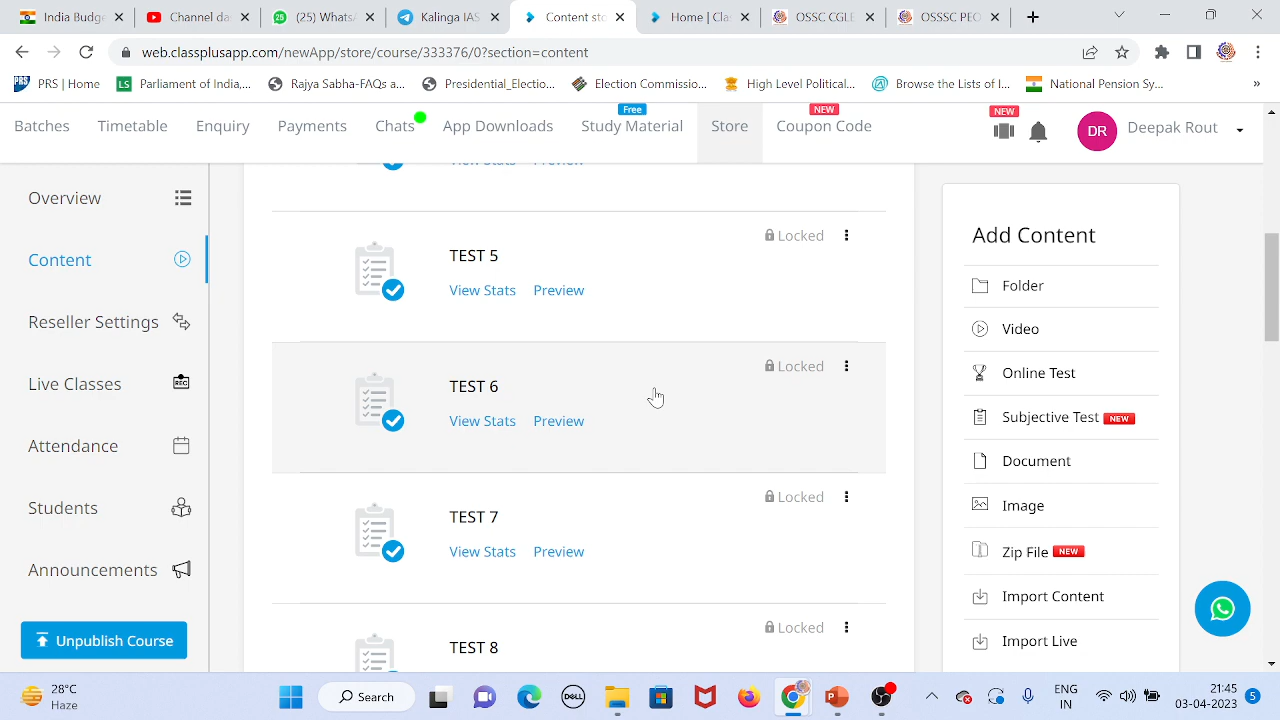 India Budget
Download da
(25) Whats
Kalinga IAS
Content sto
Home |
OSSC CGL
OSSSC PEO
web.classplusapp.com/newApp/store/course/333376/0?section=content
PRS | Home
Parliament of India,...
Rajya Sabha-FAQs a...
Presidential_Electio...
Election Commissio...
High Level Political...
Browse the Lists of I...
National Pension Sy...
»
Free
NEW
NEW
Batches
Timetable
Enquiry
Payments
Chats
App Downloads
Study Material
Store
Coupon Code
DR
Deepak Rout
Overview
Content
Reseller Settings
Live Classes
REC
Attendance
Students
Announcements
Unpublish Course
View Stats Preview
Locked
TEST 5
View Stats Preview
Locked
TEST 6
View Stats Preview
Locked
TEST 7
View Stats Preview
Locked
TEST 8
Add Content
Folder
Video
Online Test
Subjective Test NEW
Document
Image
Zip File NEW
Import Content
Import Live
28°C
Haze
Search
DELL
ENG
IN
21:45
03-04-2023
5